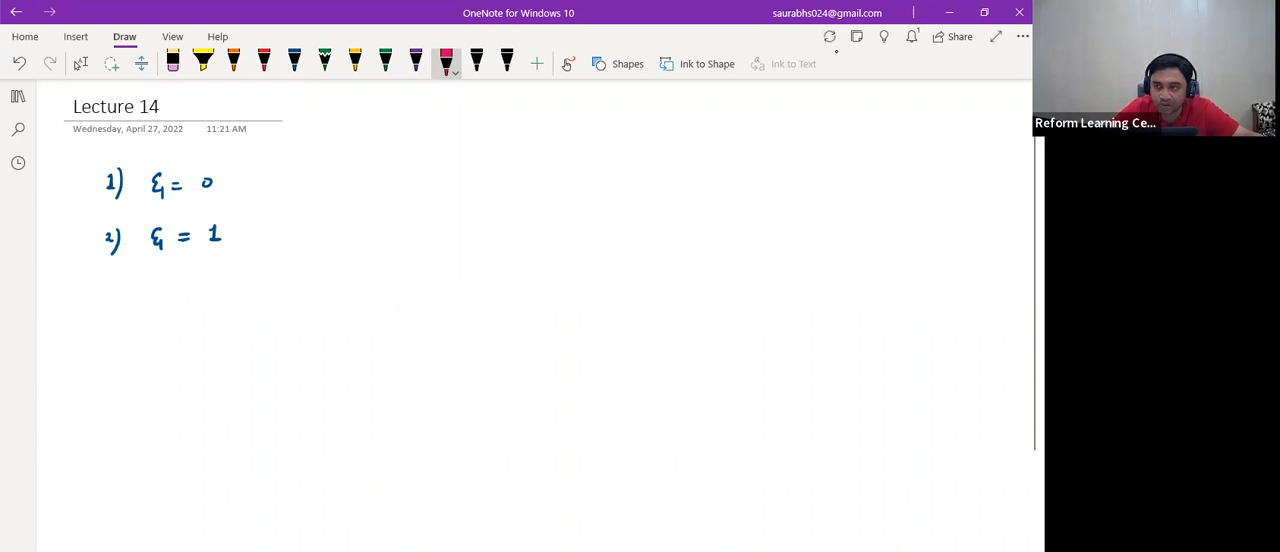 OneNote for Windows 10
saurabhs024@gmail.com
Home Insert Draw View Help
Share
Shapes Ink to Shape Ink to Text
Lecture 14
Wednesday, April 27, 2022 11:21 AM
Reform Learning Ce...
1) ξ = 0
2) ξ = 1